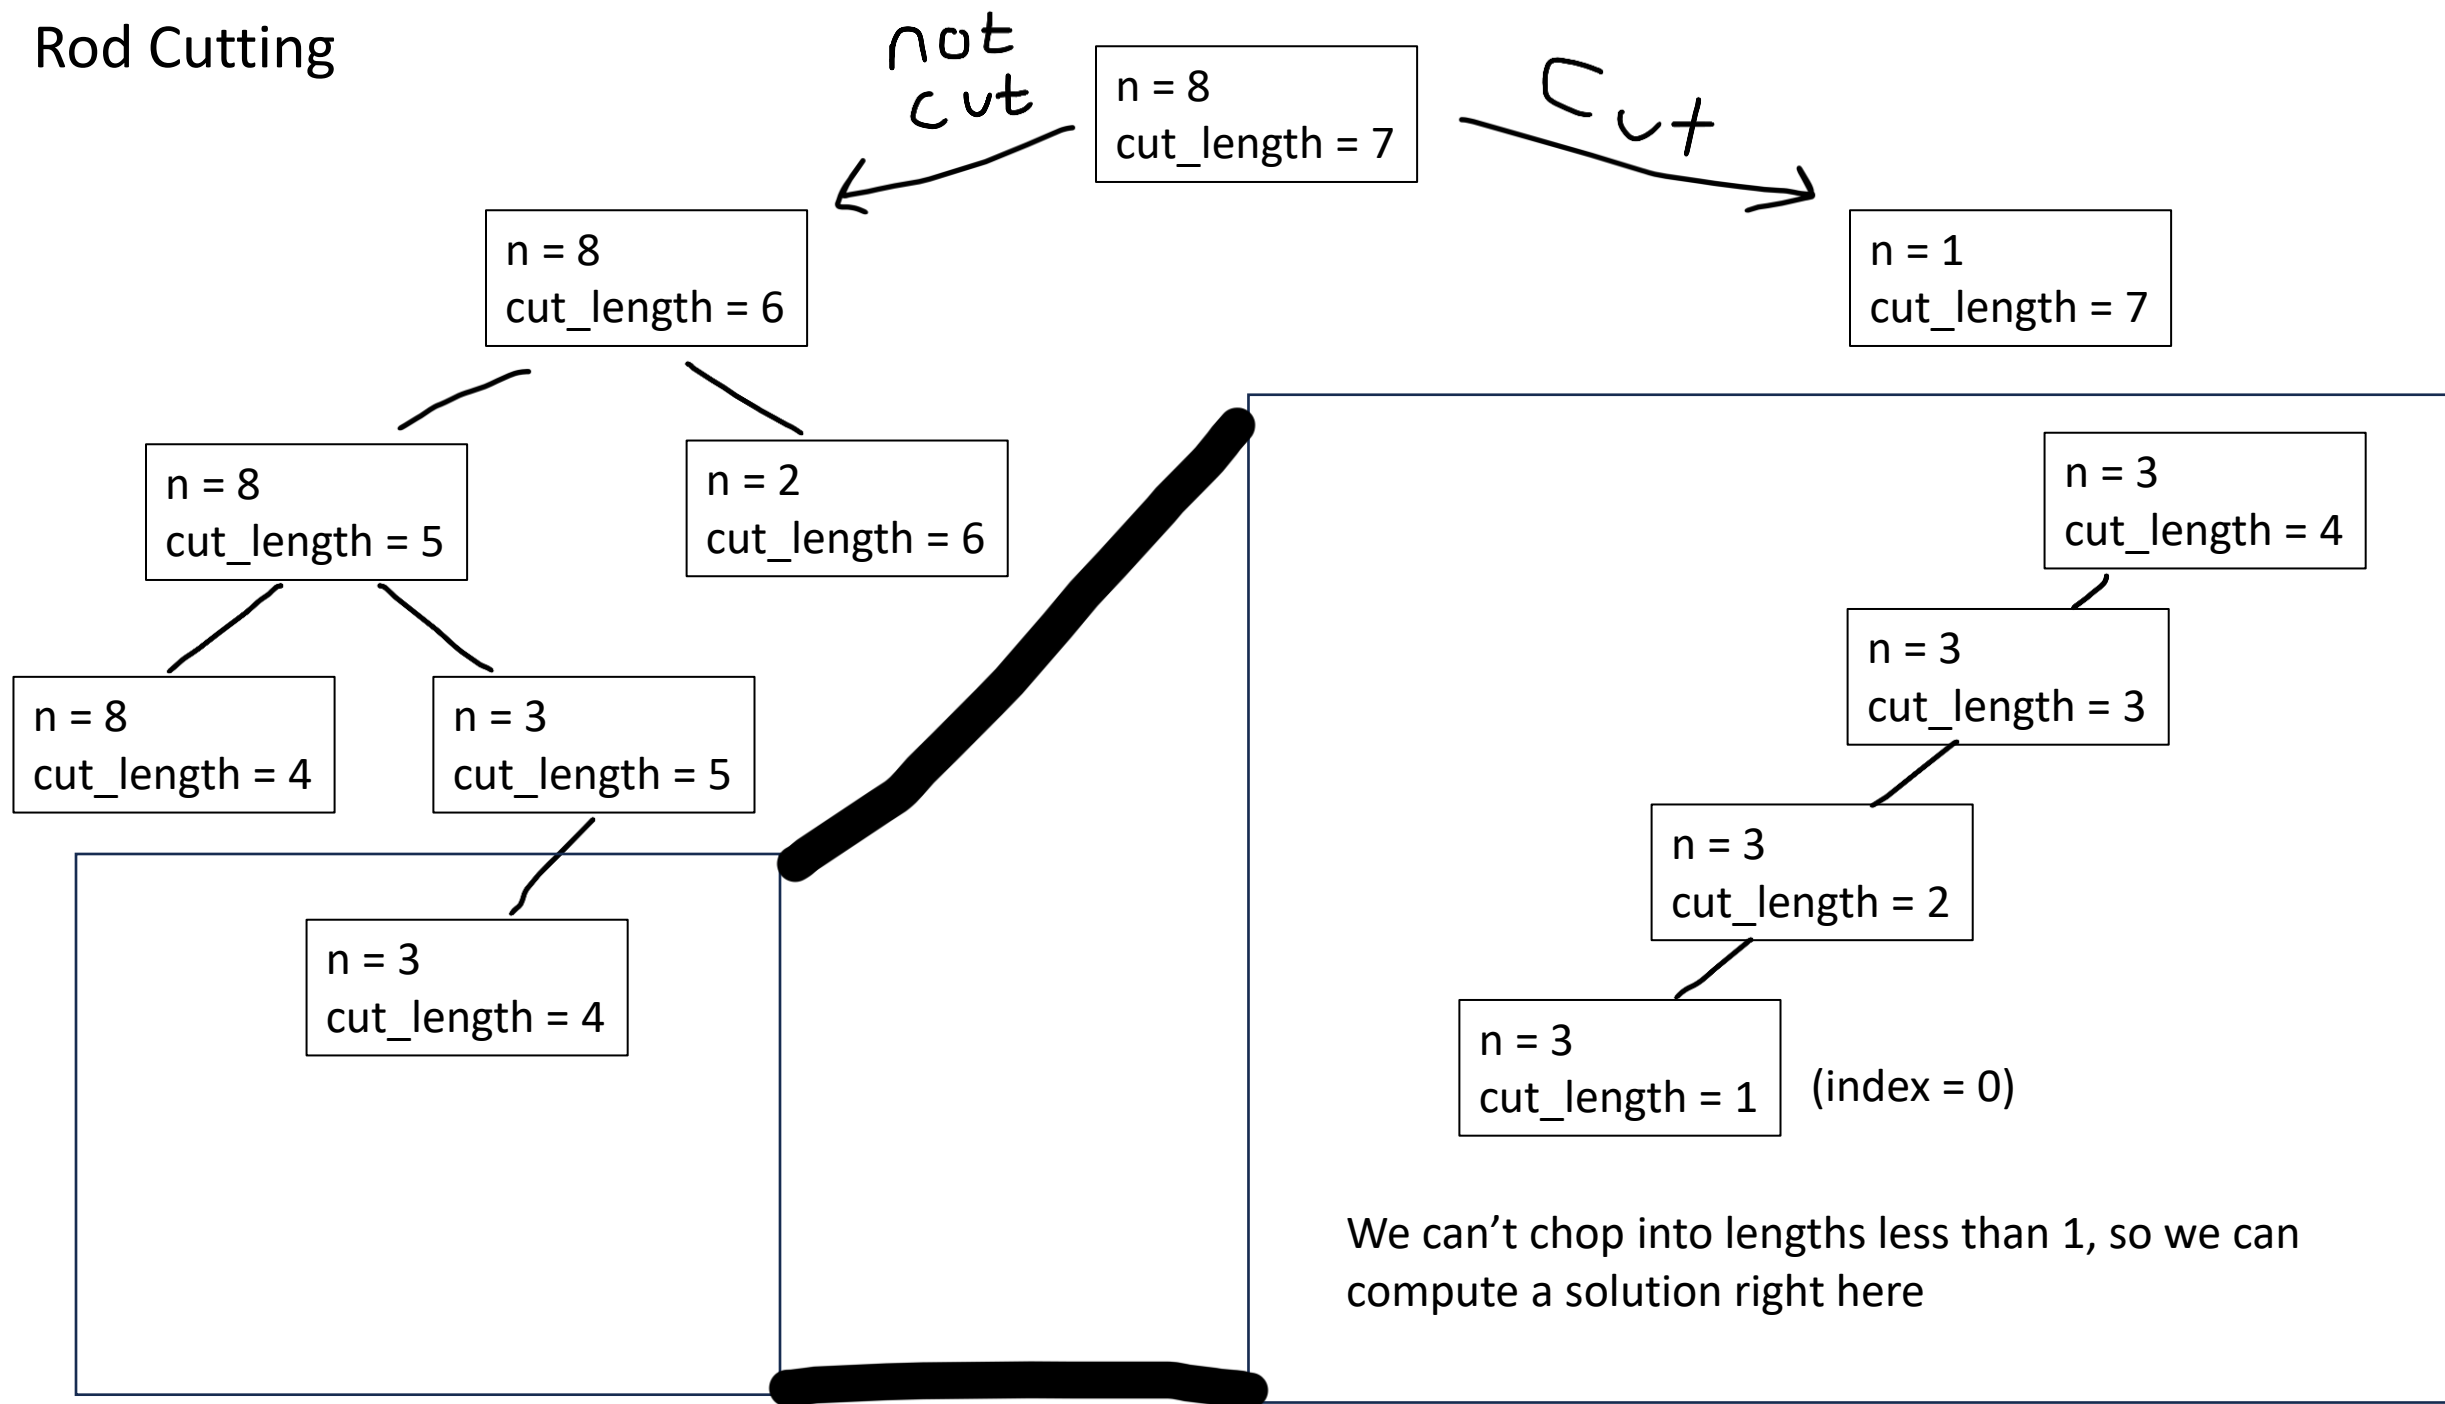 Rod Cutting
not
cut
n = 8
cut_length = 7
Cut
n = 8
cut_length = 6
n = 1
cut_length = 7
n = 8
cut_length = 5
n = 2
cut_length = 6
n = 8
cut_length = 4
n = 3
cut_length = 5
n = 3
cut_length = 4
n = 3
cut_length = 4
n = 3
cut_length = 3
n = 3
cut_length = 2
n = 3
cut_length = 1
(index = 0)
We can’t chop into lengths less than 1, so we can
compute a solution right here